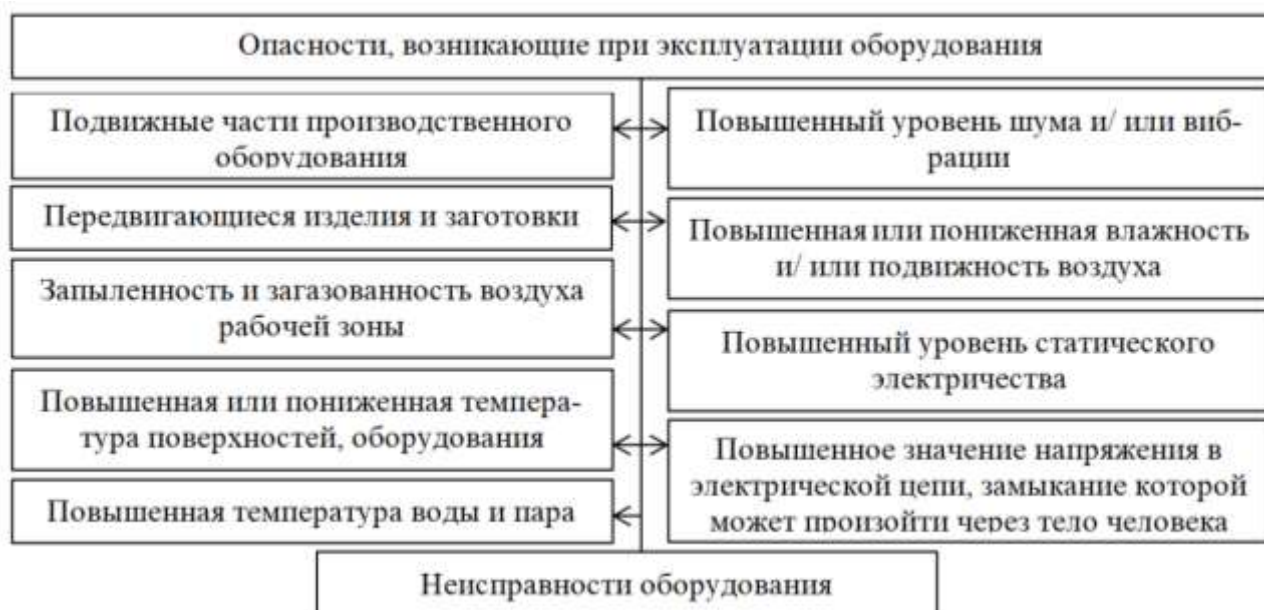 Опасности, возникающие при эксплуатации оборудования
Подвижные части производственного
оборудования
Передвигающиеся изделия и заготовки
Запыленность и загазованность воздуха
рабочей зоны
Повышенная или пониженная темпера-
тура поверхностей, оборудования
Повышенная температура воды и пара
Повышенный уровень шума и/ или виб-
рации
Повышенная или пониженная влажность
и/ или подвижность воздуха
Повышенный уровень статического
электричества
Повышенное значение напряжения в
электрической цепи, замыкание которой
может произойти через тело человека
Неисправности оборудования